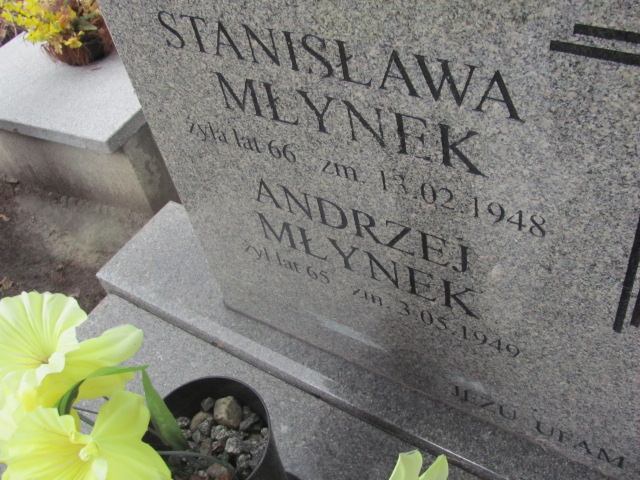 STANISŁAWA
MŁYNEK
żyła lat 66 zm. 13.02.1948
ANDRZEJ
MŁYNEK
żył lat 65 zm. 3.05.1949
JEZU UFAM